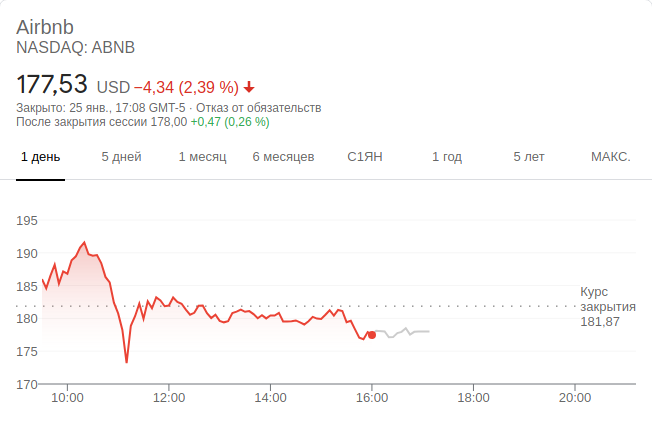 Airbnb
NASDAQ: ABNB
177,53 USD −4,34 (2,39 %)
Закрыто: 25 янв., 17:08 GMT-5 · Отказ от обязательств
После закрытия сессии 178,00 +0,47 (0,26 %)
1 день 5 дней 1 месяц 6 месяцев С1ЯН 1 год 5 лет МАКС.
195
190
185
Курс
закрытия
181,87
180
175
170
10:00 12:00 14:00 16:00 18:00 20:00